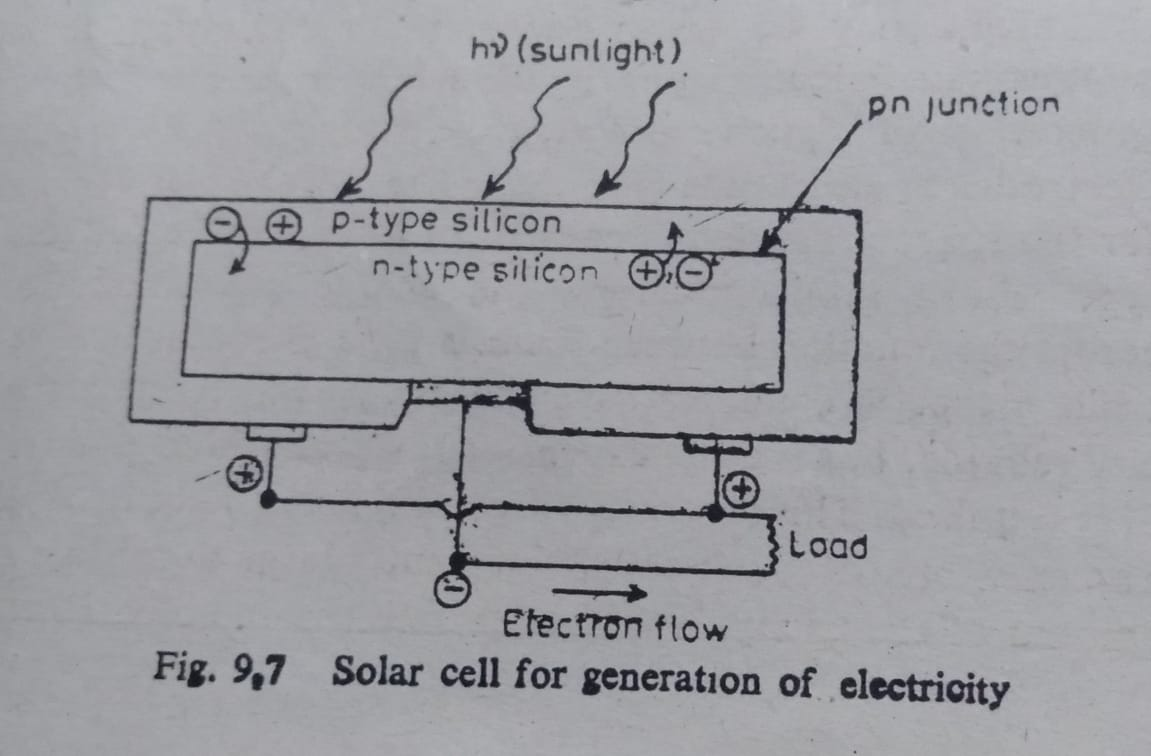 hν (sunlight)
pn junction
⊖ ⊕ p-type silicon
n-type silicon ⊕, ⊖
⊕
⊕
Load
⊖
Electron flow
Fig. 9.7 Solar cell for generation of electricity